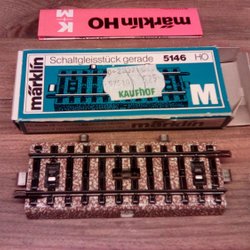 K
M
märklin HO
märklin
Schaltgleisstück gerade 5146 HO
KAUFHOF
M